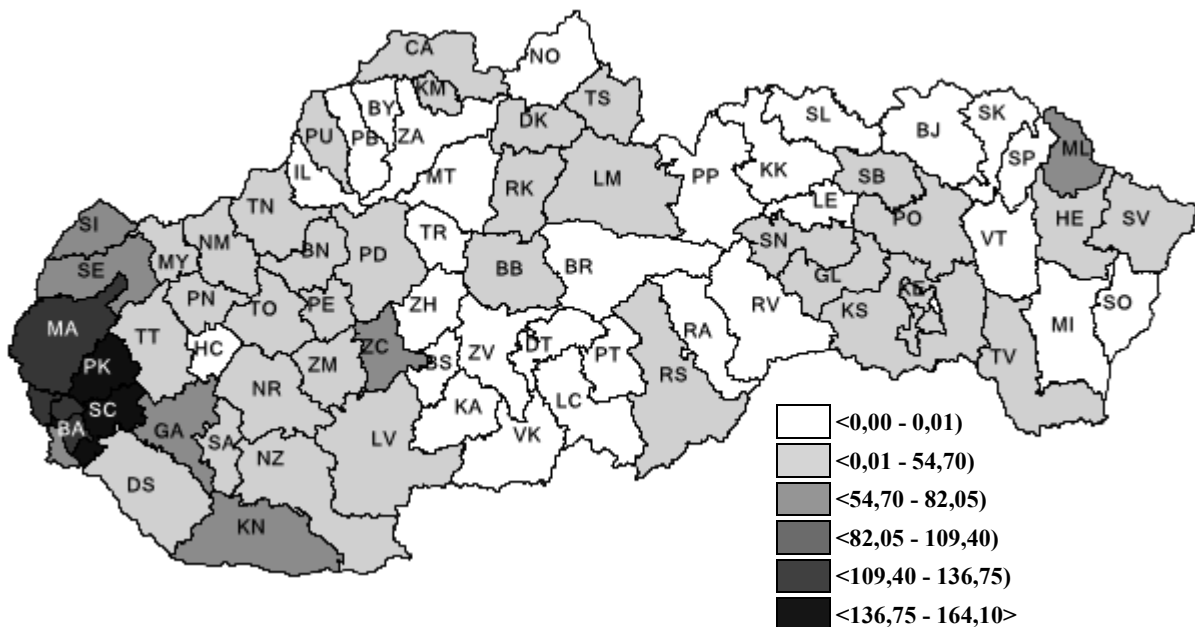 CA
NO
KM
TS
BY
PU
PB
ZA
DK
SL
BJ
SK
SP
ML
IL
MT
RK
LM
PP
KK
SB
LE
HE
SV
TN
SI
NM
TR
PO
SN
VT
MY
BN
PD
BB
BR
SE
GL
KE
PN
PE
TO
ZH
RV
KS
SO
MA
TT
HC
RA
MI
ZC
DT
PT
TV
PK
ZM
BS
ZV
RS
NR
SC
KA
LC
BA
GA
SA
LV
VK
NZ
DS
KN
<0,00 - 0,01)
<0,01 - 54,70)
<54,70 - 82,05)
<82,05 - 109,40)
<109,40 - 136,75)
<136,75 - 164,10>